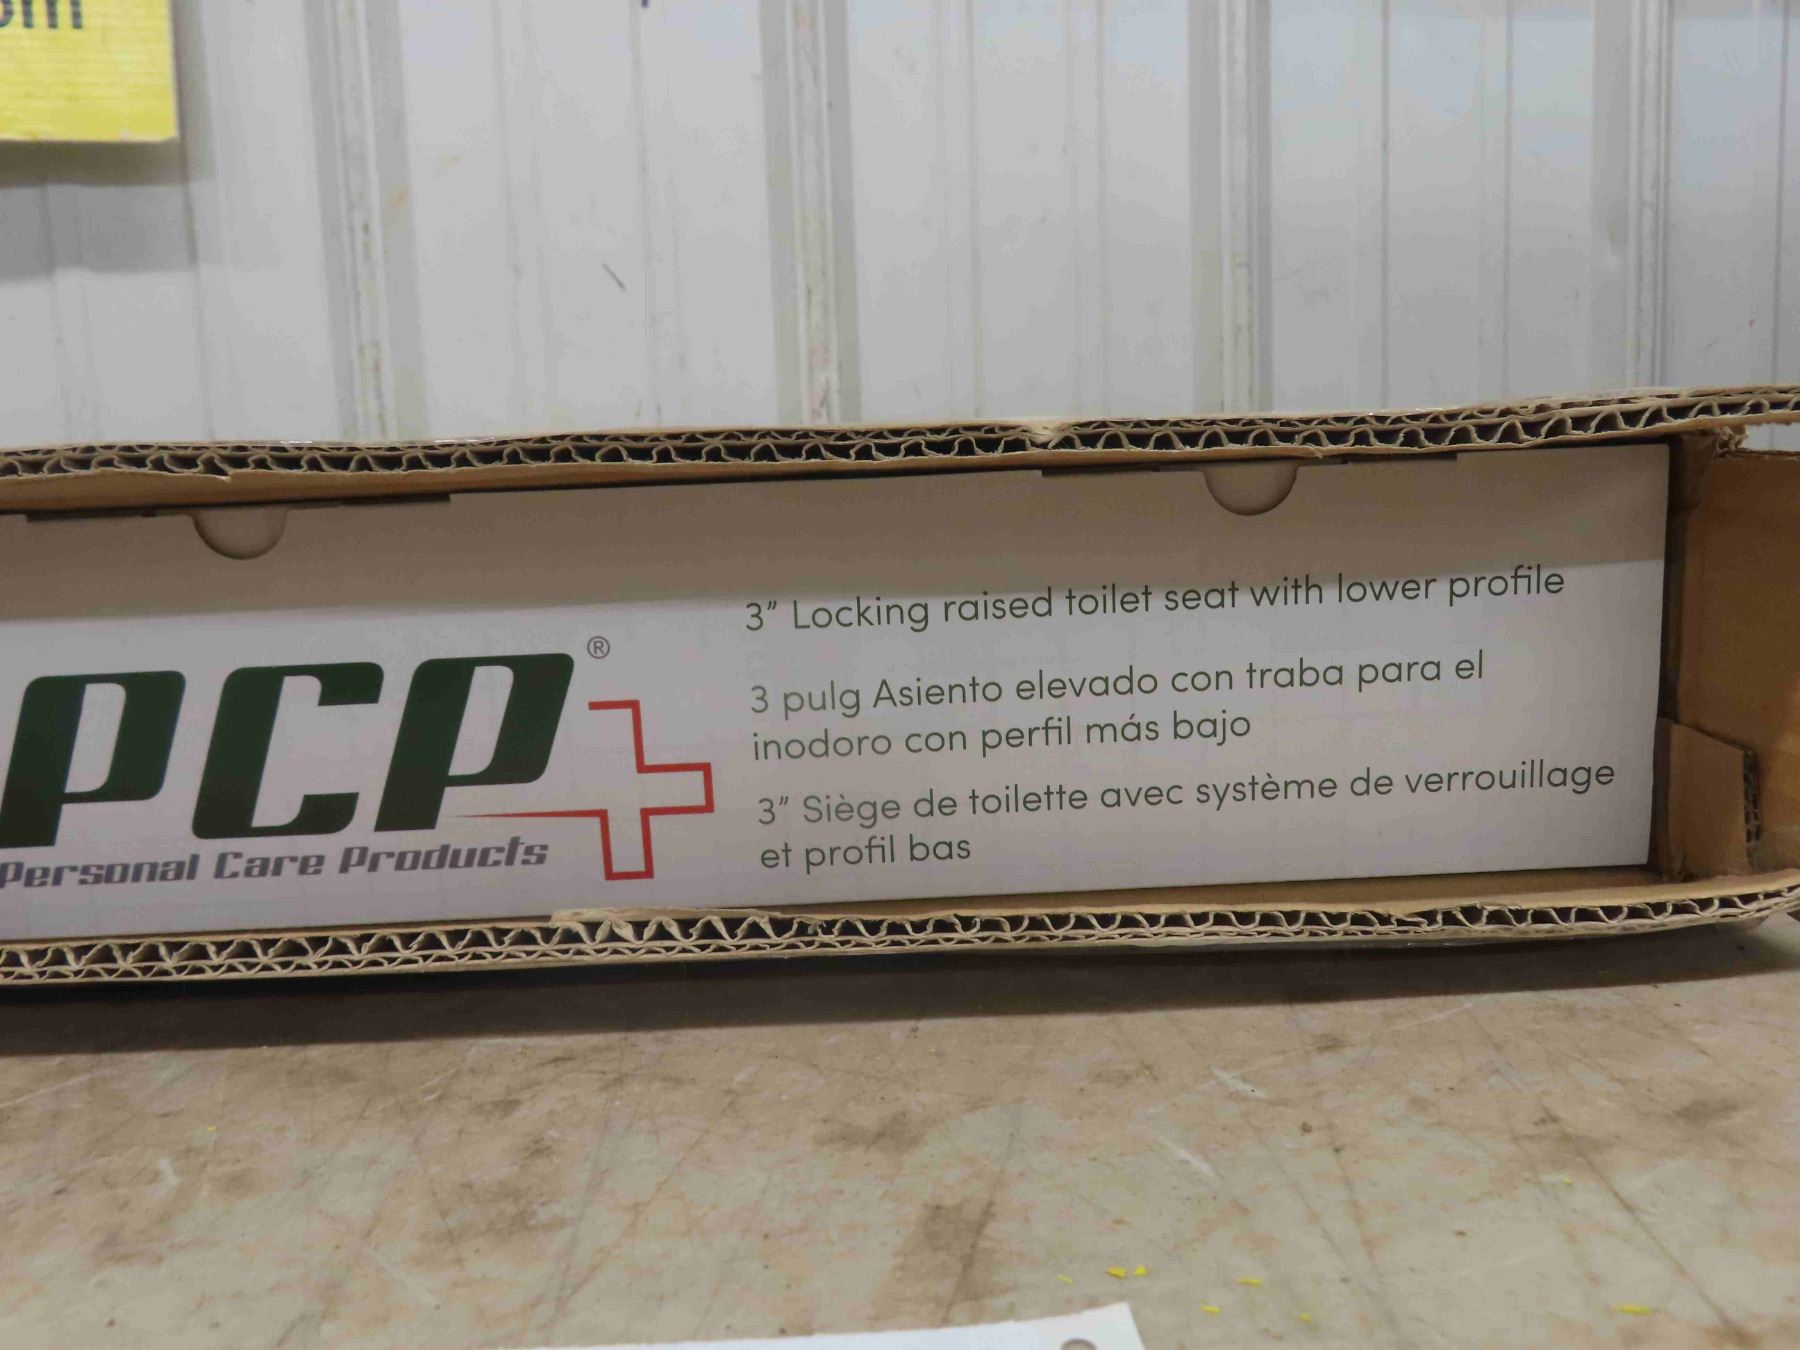 PCP®
Personal Care Products
3" Locking raised toilet seat with lower profile
3 pulg Asiento elevado con traba para el
inodoro con perfil más bajo
3" Siège de toilette avec système de verrouillage
et profil bas